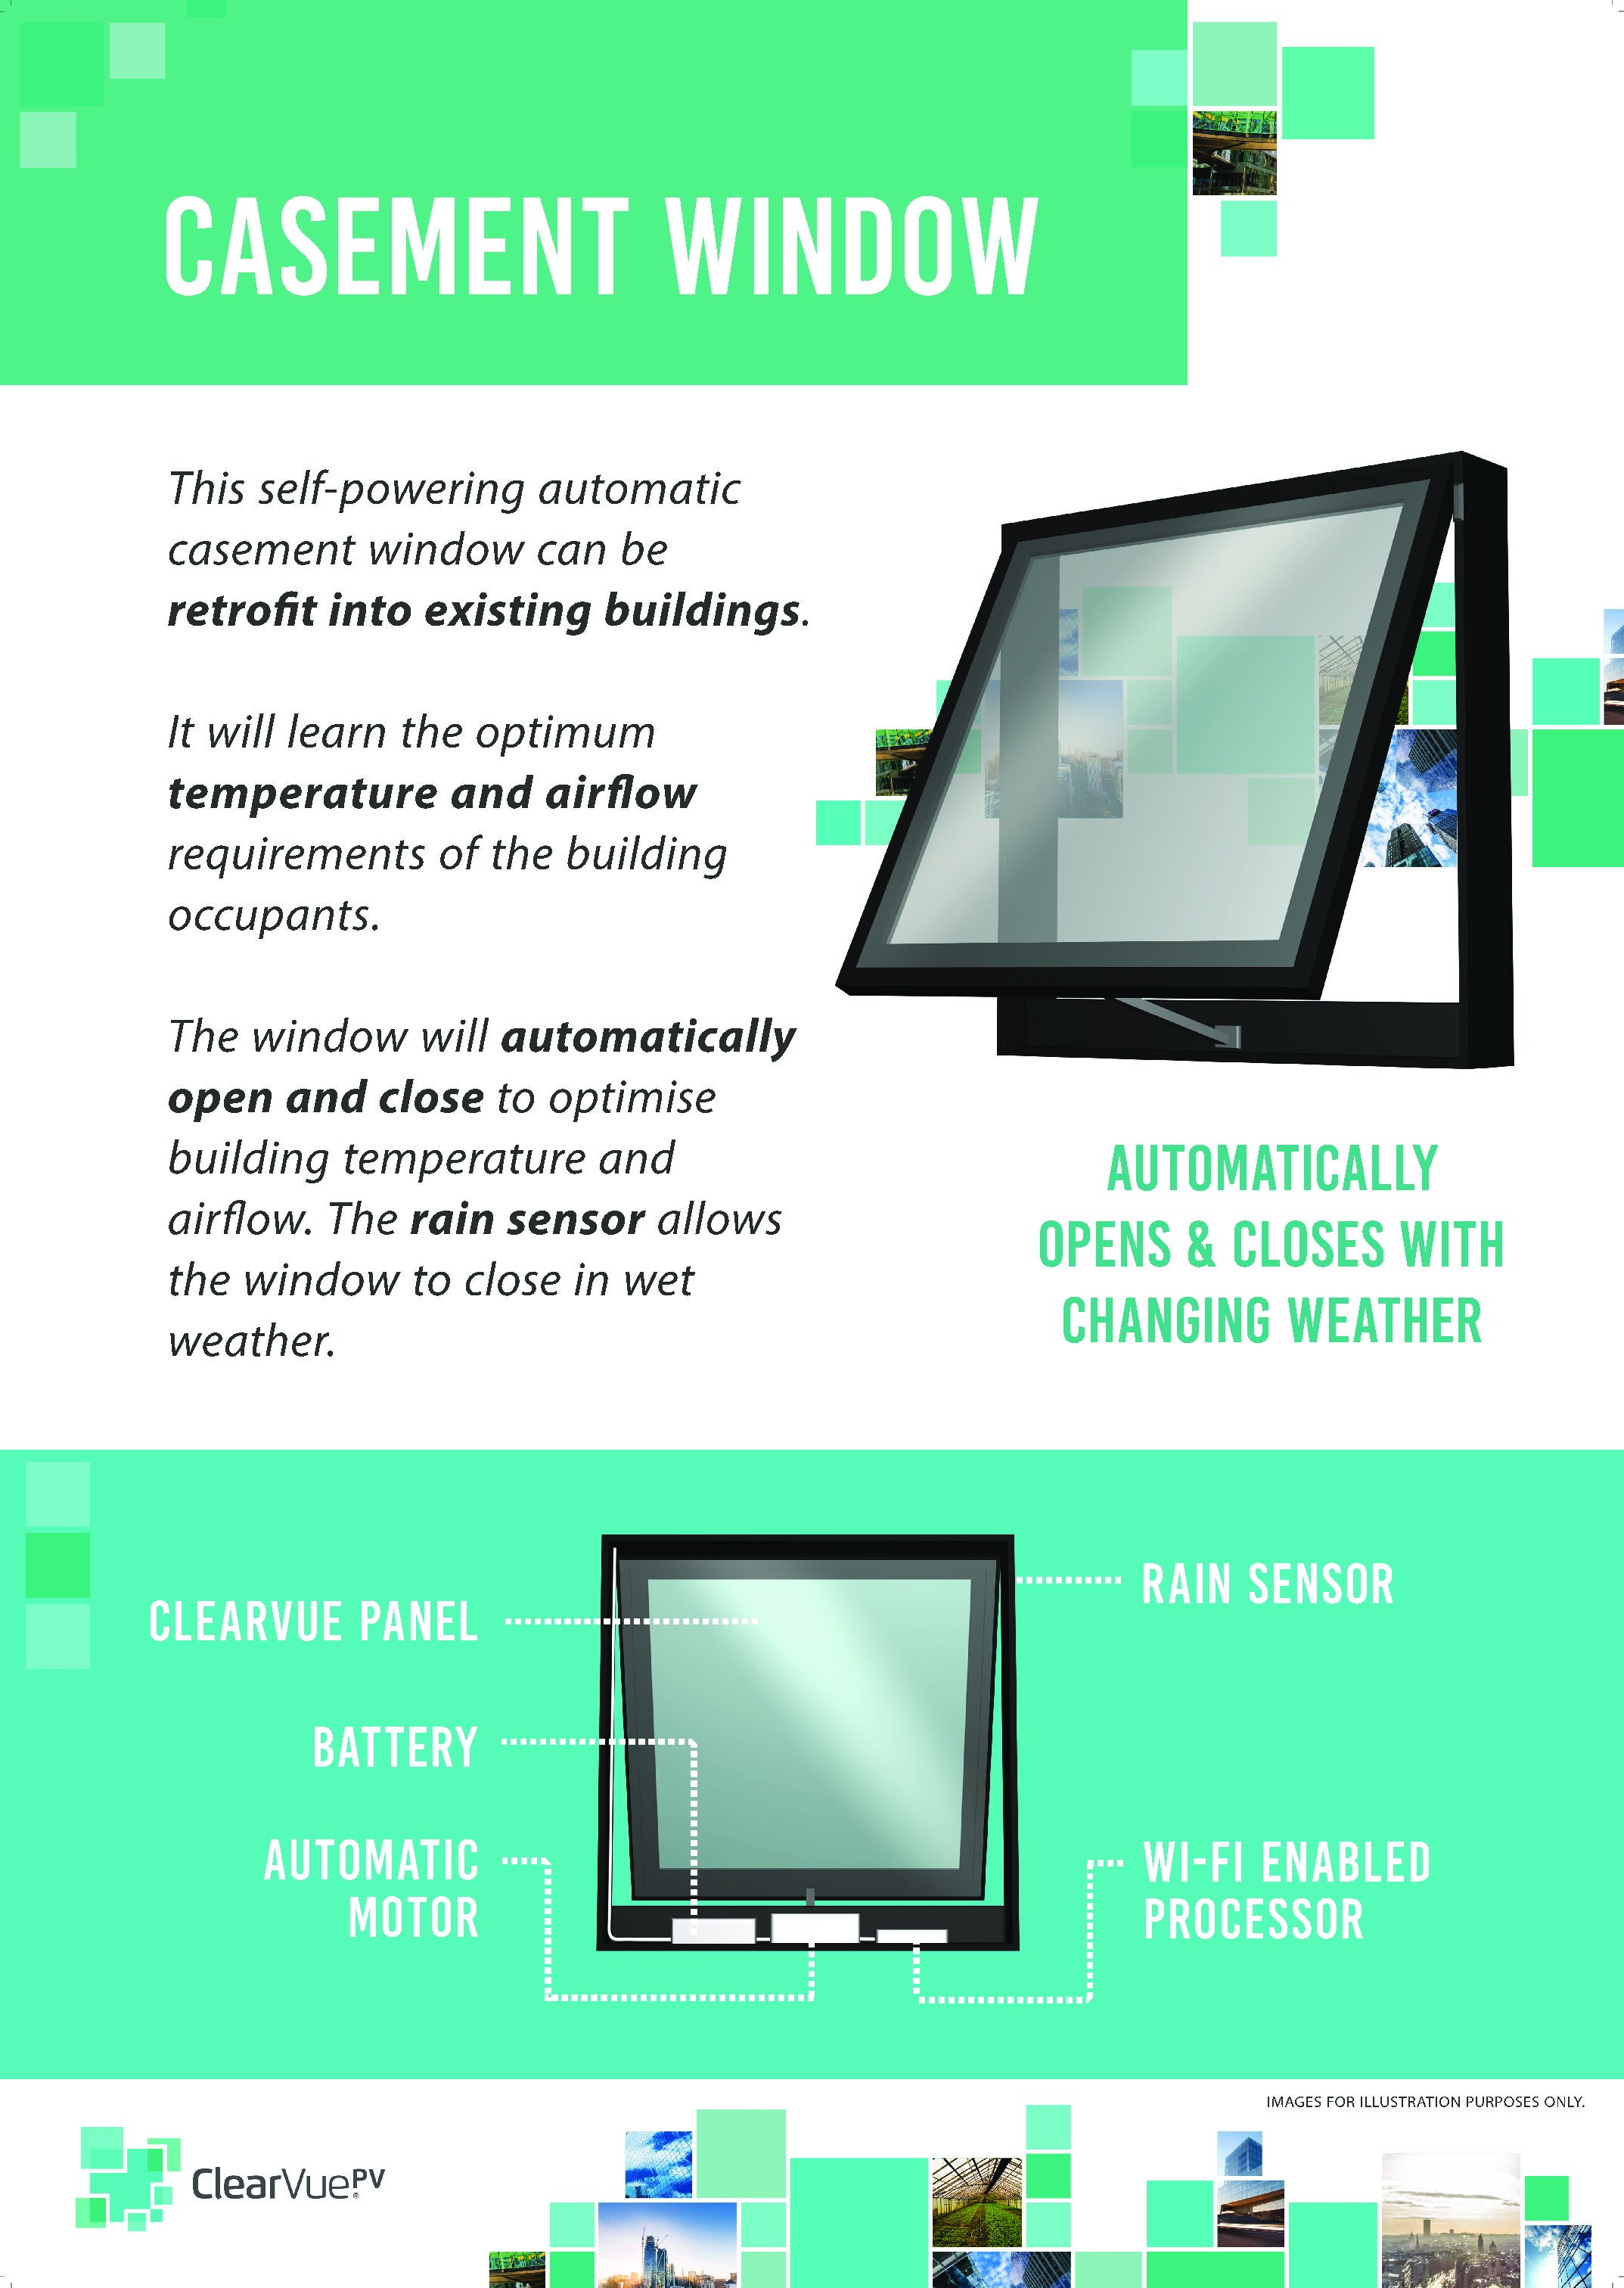 CASEMENT WINDOW
This self-powering automatic
casement window can be
retrofit into existing buildings.
It will learn the optimum
temperature and airflow
requirements of the building
occupants.
The window will automatically
open and close to optimise
building temperature and
airflow. The rain sensor allows
the window to close in wet
weather.
AUTOMATICALLY
OPENS & CLOSES WITH
CHANGING WEATHER
CLEARVUE PANEL
BATTERY
AUTOMATIC
MOTOR
RAIN SENSOR
WI-FI ENABLED
PROCESSOR
IMAGES FOR ILLUSTRATION PURPOSES ONLY.
ClearVuePV®